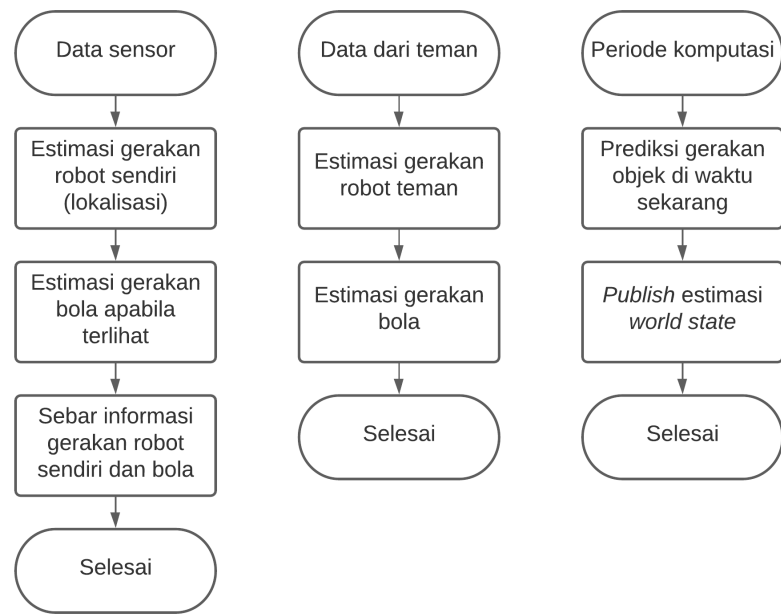 Data sensor
Estimasi gerakan
robot sendiri
(lokalisasi)
Estimasi gerakan
bola apabila
terlihat
Sebar informasi
gerakan robot
sendiri dan bola
Selesai
Data dari teman
Estimasi gerakan
robot teman
Estimasi gerakan
bola
Selesai
Periode komputasi
Prediksi gerakan
objek di waktu
sekarang
Publish estimasi
world state
Selesai